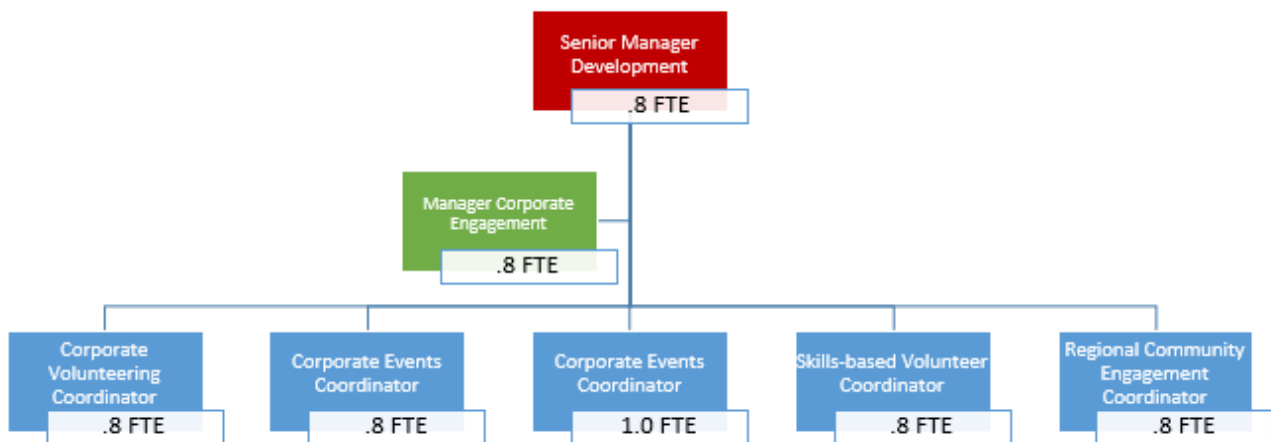 Senior Manager
Development
.8 FTE
Manager Corporate
Engagement
.8 FTE
Corporate
Volunteering
Coordinator
.8 FTE
Corporate Events
Coordinator
.8 FTE
Corporate Events
Coordinator
1.0 FTE
Skills-based Volunteer
Coordinator
.8 FTE
Regional Community
Engagement
Coordinator
.8 FTE